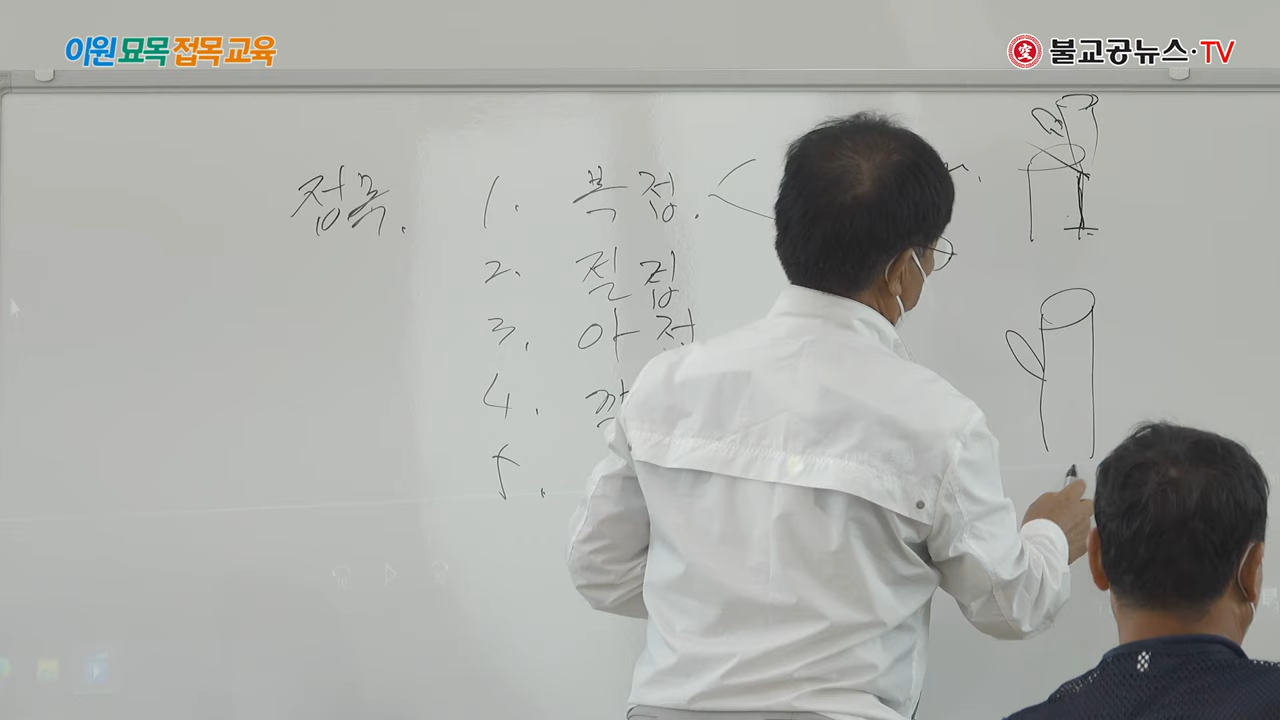 이원 묘목 접목 교육
불교공뉴스·TV
접목.
1. 복접.
2. 절접
3. 아접
4. 깎
5.